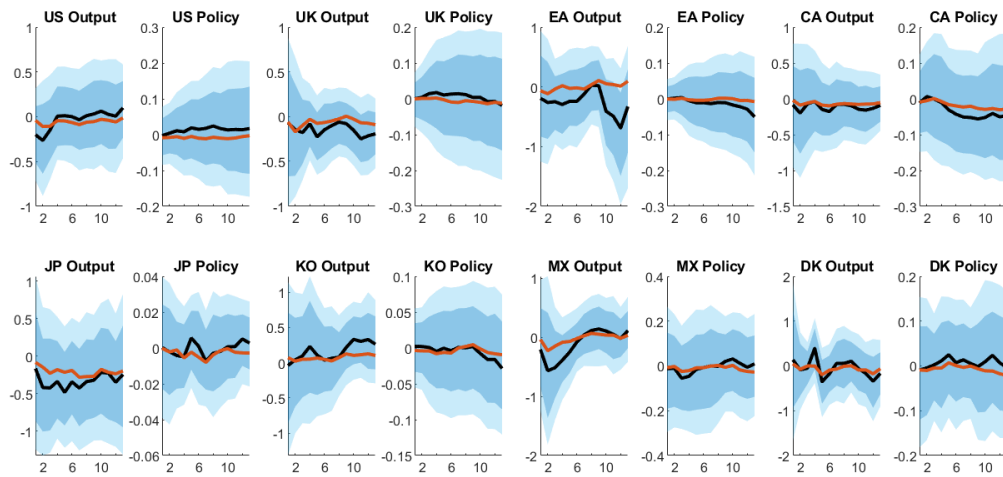 US Output US Policy UK Output UK Policy EA Output EA Policy CA Output CA Policy
1 0.3 1 0.2 1 0.2 1 0.2
0.5 0.2 0.5 0.1 0 0.1 0.5 0.1
0 0.1 0 0 -1 0 0 0
-0.5 0 -0.5 -0.1 -2 -0.1 -0.5 -0.1
-1 -0.1 -1 -0.2 -0.2 -1 -0.2
-0.2 -0.3 -1.5 -0.3
2 6 10 2 6 10 2 6 10 2 6 10 2 6 10 2 6 10 2 6 10 2 6 10
JP Output JP Policy KO Output KO Policy MX Output MX Policy DK Output DK Policy
1 0.04 1 0.1 1 0.4 2 0.2
0.5 0.02 0.5 0.05 0 0.2 1 0.1
0 0 0 0 -1 0 0 0
-0.5 -0.02 -0.5 -0.05 -2 -0.2 -1 -0.1
-1 -0.04 -1 -0.1 -0.4 -2 -0.2
-0.06 -0.15
2 6 10 2 6 10 2 6 10 2 6 10 2 6 10 2 6 10 2 6 10 2 6 10